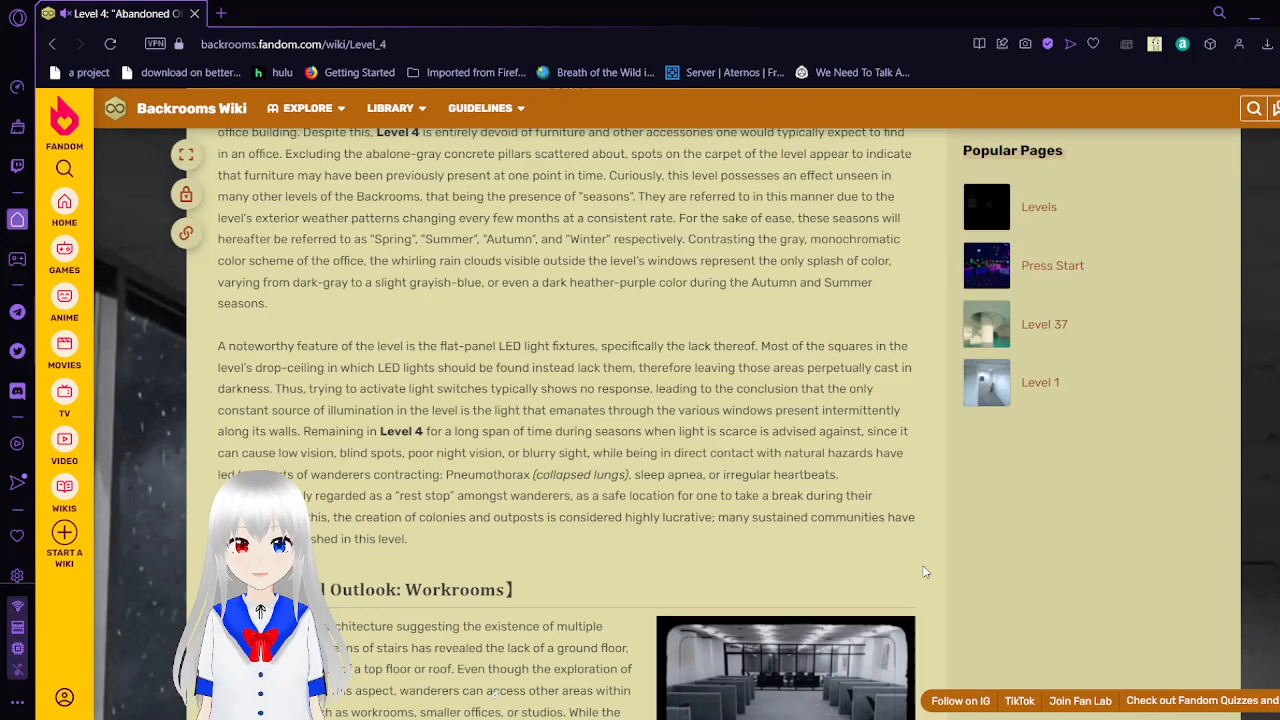 Level 4: "Abandoned O
VPN
backrooms.fandom.com/wiki/Level_4
a project
download on better...
hulu
Getting Started
Imported from Firef...
Breath of the Wild i...
Server | Aternos | Fr...
We Need To Talk A...
FANDOM
Backrooms Wiki
EXPLORE
LIBRARY
GUIDELINES
HOME
GAMES
ANIME
MOVIES
TV
VIDEO
WIKIS
START A
WIKI
office building. Despite this, Level 4 is entirely devoid of furniture and other accessories one would typically expect to find
in an office. Excluding the abalone-gray concrete pillars scattered about, spots on the carpet of the level appear to indicate
that furniture may have been previously present at one point in time. Curiously, this level possesses an effect unseen in
many other levels of the Backrooms, that being the presence of "seasons". They are referred to in this manner due to the
level's exterior weather patterns changing every few months at a consistent rate. For the sake of ease, these seasons will
hereafter be referred to as "Spring", "Summer", "Autumn", and "Winter" respectively. Contrasting the gray, monochromatic
color scheme of the office, the whirling rain clouds visible outside the level's windows represent the only splash of color,
varying from dark-gray to a slight grayish-blue, or even a dark heather-purple color during the Autumn and Summer
seasons.
A noteworthy feature of the level is the flat-panel LED light fixtures, specifically the lack thereof. Most of the squares in the
level's drop-ceiling in which LED lights should be found instead lack them, therefore leaving those areas perpetually cast in
darkness. Thus, trying to activate light switches typically shows no response, leading to the conclusion that the only
constant source of illumination in the level is the light that emanates through the various windows present intermittently
along its walls. Remaining in Level 4 for a long span of time during seasons when light is scarce is advised against, since it
can cause low vision, blind spots, poor night vision, or blurry sight, while being in direct contact with natural hazards have
led of wanderers contracting: Pneumothorax (collapsed lungs), sleep apnea, or irregular heartbeats.
regarded as a "rest stop" amongst wanderers, as a safe location for one to take a break during their
this, the creation of colonies and outposts is considered highly lucrative; many sustained communities have
shed in this level.
Outlook: Workrooms】
chitecture suggesting the existence of multiple
of stairs has revealed the lack of a ground floor,
a top floor or roof. Even though the exploration of
aspect, wanderers can access other areas within
as workrooms, smaller offices, or studios. While the
Popular Pages
Levels
Press Start
Level 37
Level 1
Follow on IG
TikTok
Join Fan Lab
Check out Fandom Quizzes and